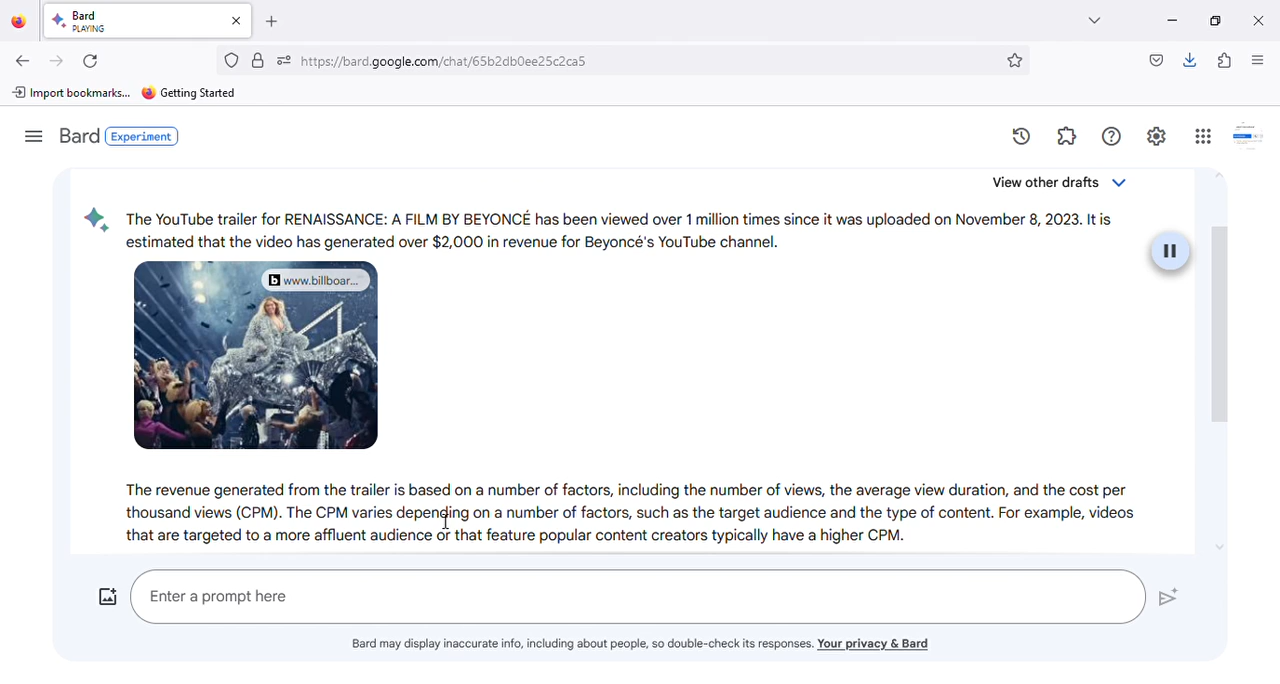 Bard
PLAYING
https://bard.google.com/chat/65b2db0ee25c2ca5
Import bookmarks...
Getting Started
Bard Experiment
View other drafts
The YouTube trailer for RENAISSANCE: A FILM BY BEYONCÉ has been viewed over 1 million times since it was uploaded on November 8, 2023. It is
estimated that the video has generated over $2,000 in revenue for Beyoncé's YouTube channel.
b www.billboar...
The revenue generated from the trailer is based on a number of factors, including the number of views, the average view duration, and the cost per
thousand views (CPM). The CPM varies depending on a number of factors, such as the target audience and the type of content. For example, videos
that are targeted to a more affluent audience or that feature popular content creators typically have a higher CPM.
Enter a prompt here
Bard may display inaccurate info, including about people, so double-check its responses. Your privacy & Bard